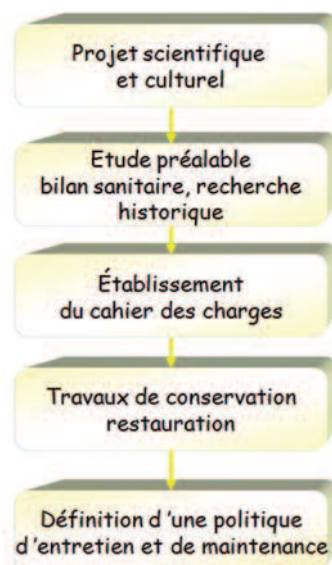 Projet scientifique
et culturel
Etude préalable
bilan sanitaire, recherche
historique
Établissement
du cahier des charges
Travaux de conservation
restauration
Définition d 'une politique
d 'entretien et de maintenance